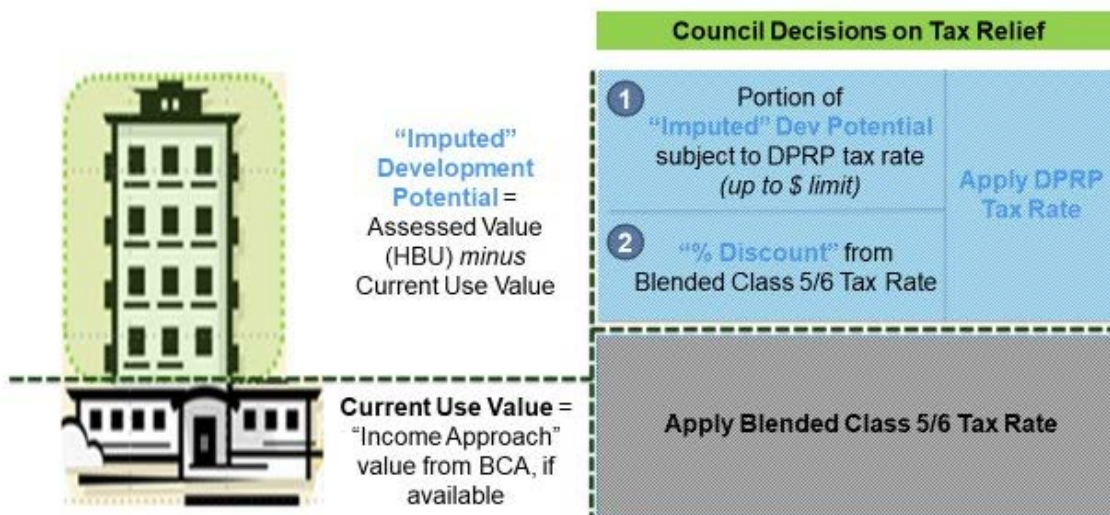 Council Decisions on Tax Relief
1
Portion of
“Imputed” Dev Potential
subject to DPRP tax rate
(up to $ limit)
2
“% Discount” from
Blended Class 5/6 Tax Rate
Apply DPRP
Tax Rate
“Imputed”
Development
Potential =
Assessed Value
(HBU) minus
Current Use Value
Current Use Value =
“Income Approach”
value from BCA, if
available
Apply Blended Class 5/6 Tax Rate